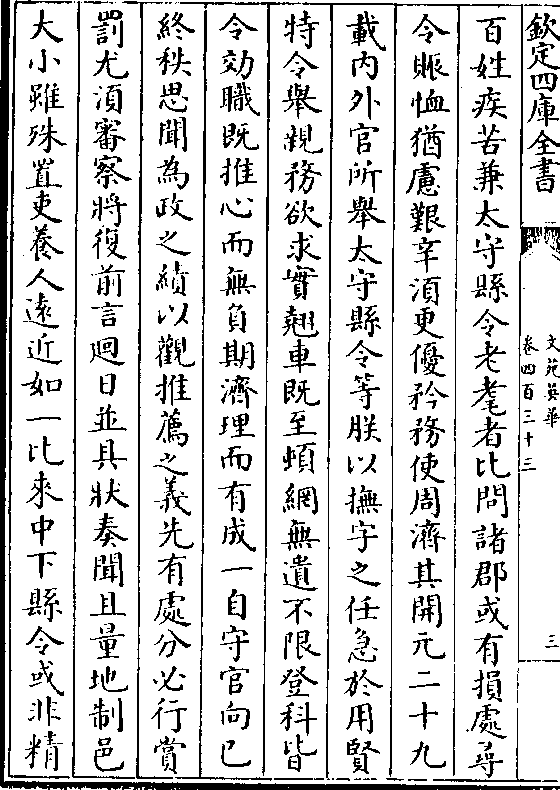 欽定四庫全書
文苑英華
卷四百三十三
三
百姓疾苦兼太守縣令老耄者比問諸郡或有損處尋
令賑恤猶慮艱辛湏更優矜務使周濟其開元二十九
載内外官所舉太守縣令等朕以撫字之任急於用賢
特令舉親務欲求實翹車既至頓網無遺不限登科皆
令効職既推心而無負期濟理而有成一自守官向已
終秩思聞為政之績以觀推薦之義先有處分必行賞
罰尤湏審察將復前言廻日並具狀奏聞且量地制邑
大小雖殊置吏養人逺近如一比來中下縣令或非精